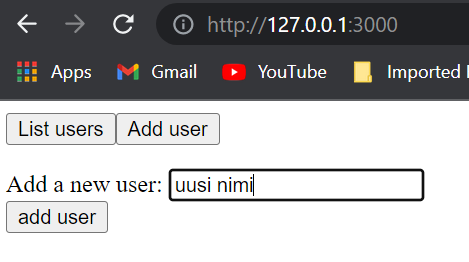 http://127.0.0.1:3000
Apps Gmail YouTube Imported
List users Add user
Add a new user: uusi nimi
add user